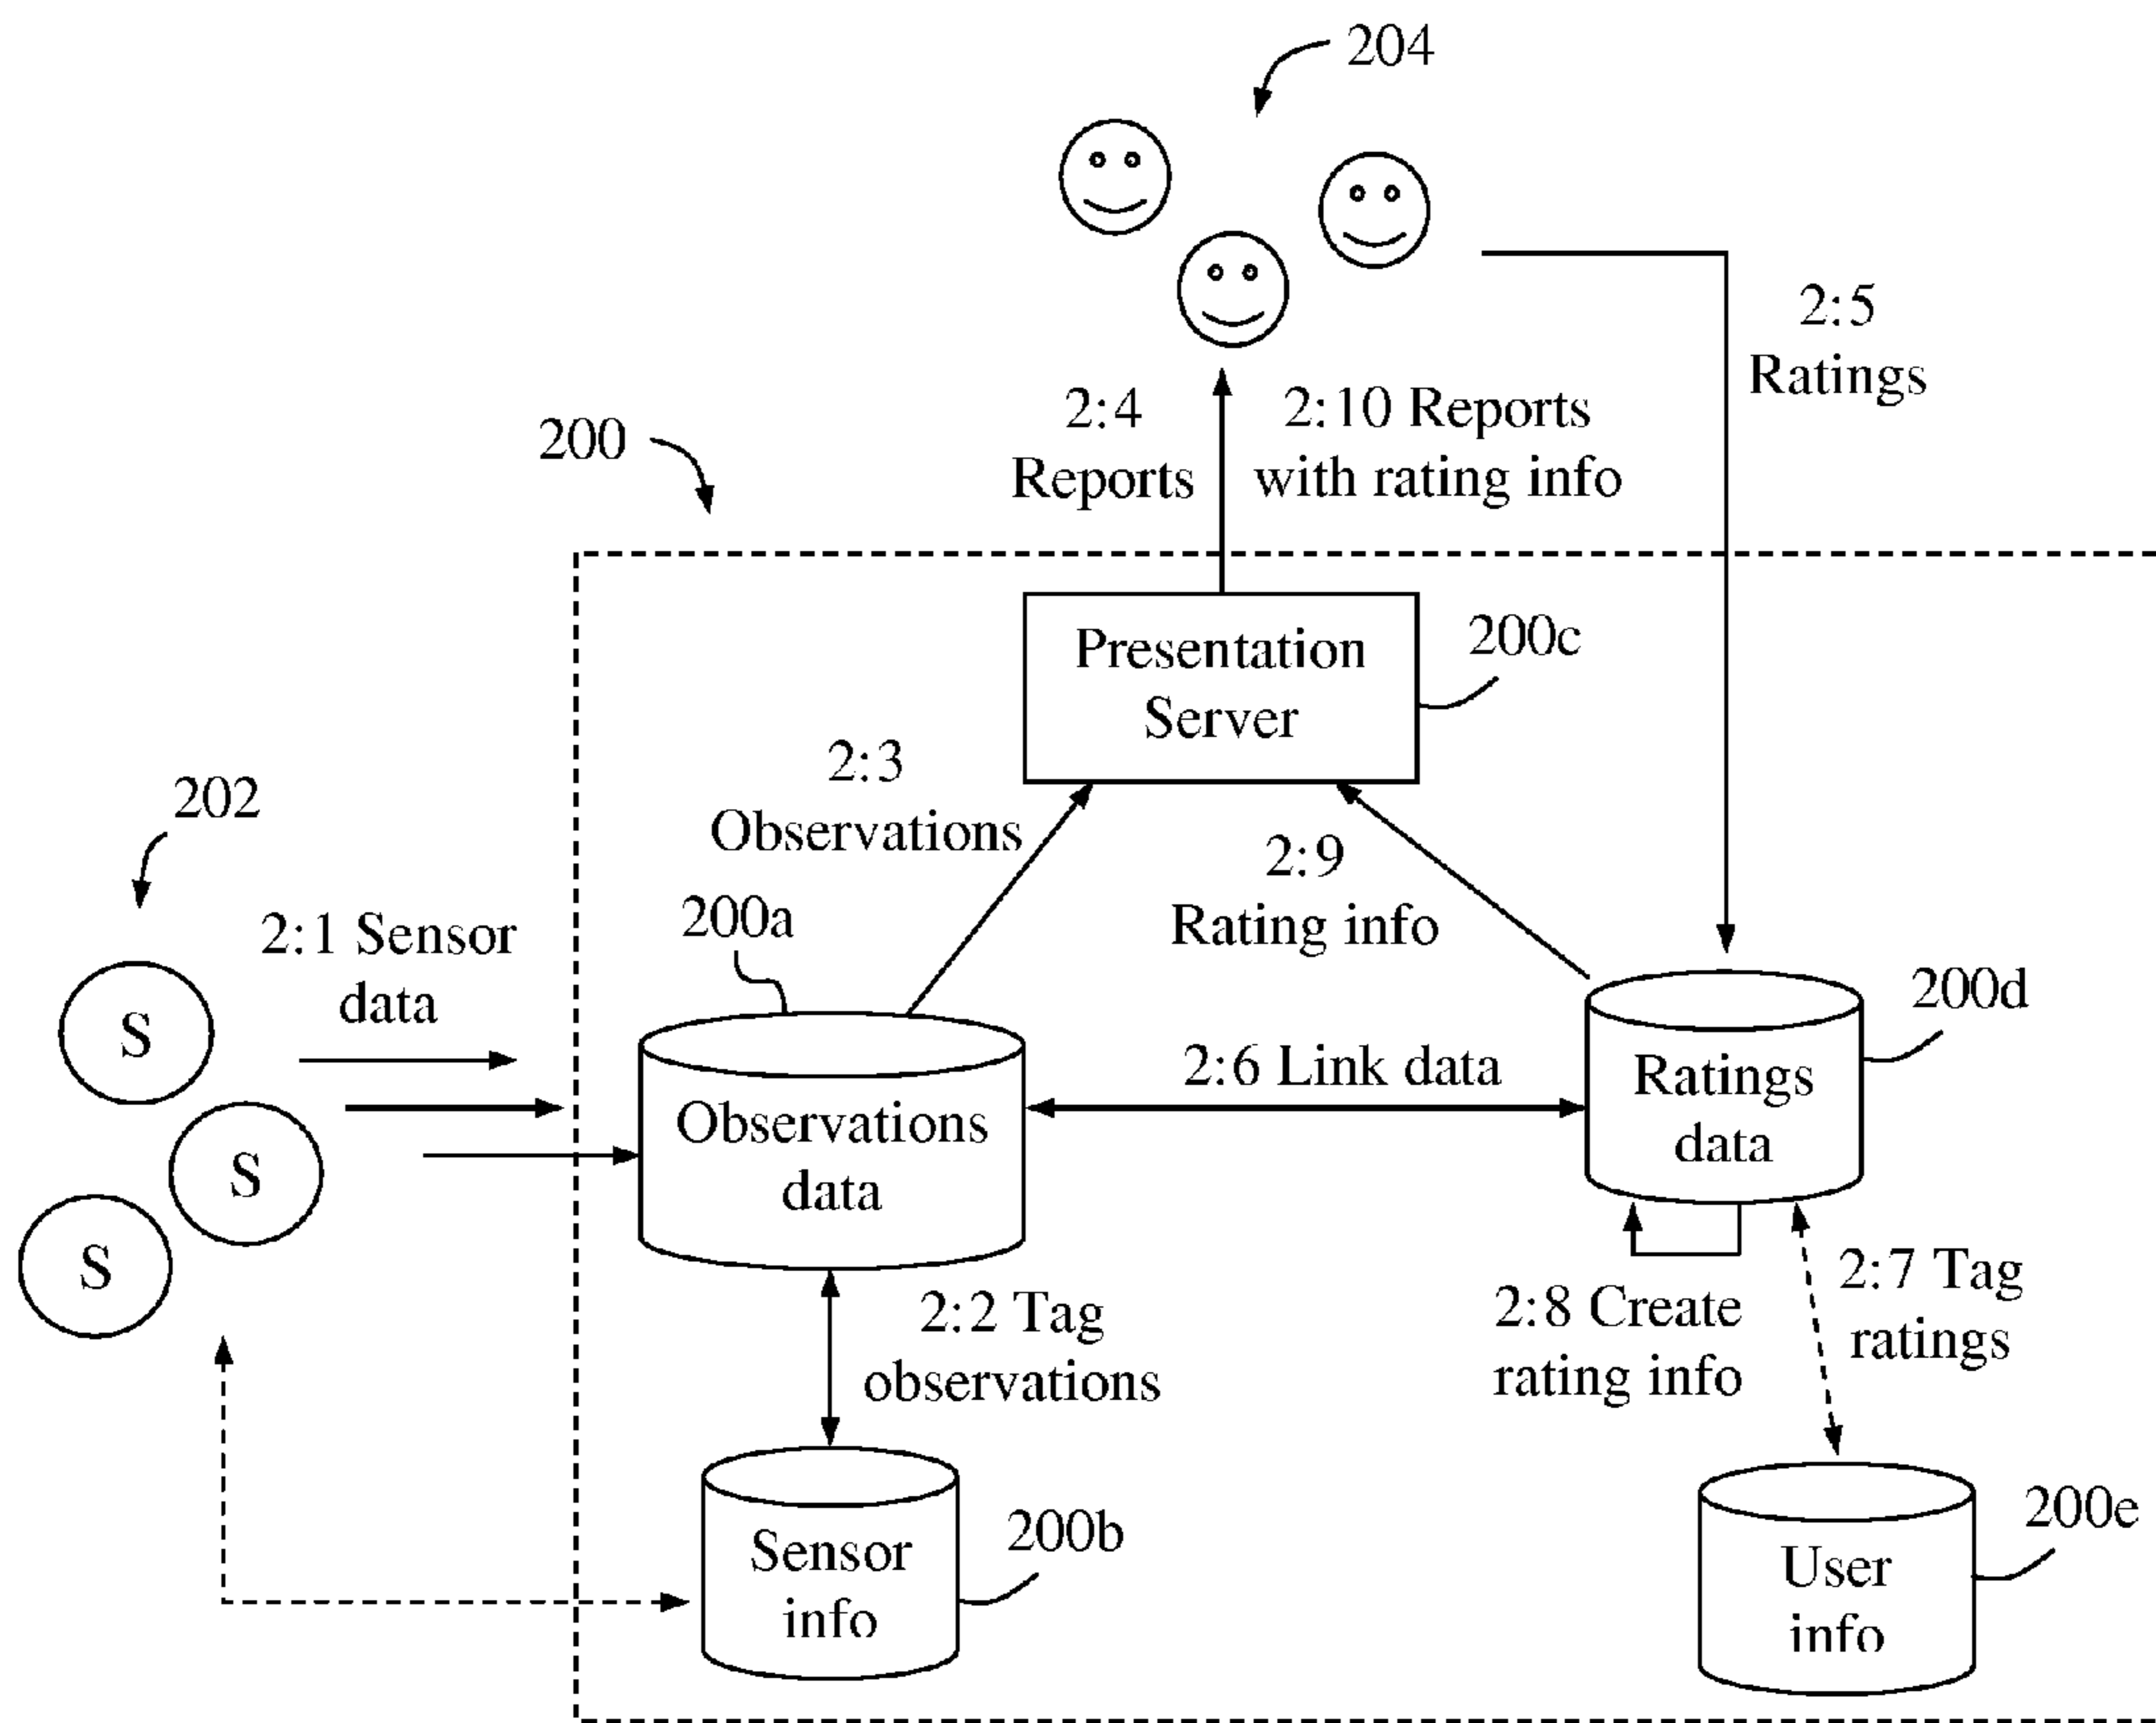 204
2:5
Ratings
200
2:4
Reports
2:10 Reports
with rating info
Presentation
Server
200c
2:3
Observations
202
2:9
Rating info
200a
2:1 Sensor
data
S
S
S
200d
2:6 Link data
Ratings
data
Observations
data
2:2 Tag
observations
2:8 Create
rating info
2:7 Tag
ratings
Sensor
info
200b
User
info
200e